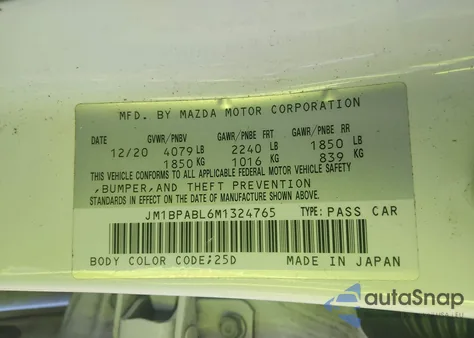 MFD. BY MAZDA MOTOR CORPORATION
DATE GVWR/PNBV GAWR/PNBE FRT GAWR/PNBE RR
12/20 4079 LB 2240 LB 1850 LB
1850 KG 1016 KG 839 KG
THIS VEHICLE CONFORMS TO ALL APPLICABLE FEDERAL MOTOR VEHICLE SAFETY
,BUMPER,AND THEFT PREVENTION
STANDARDS IN EFFECT ON THE DATE OF MANUFACTURE SHOWN ABOVE.
JM1BPABL6M1324765 TYPE: PASS CAR
BODY COLOR CODE;25D MADE IN JAPAN
autaSnap